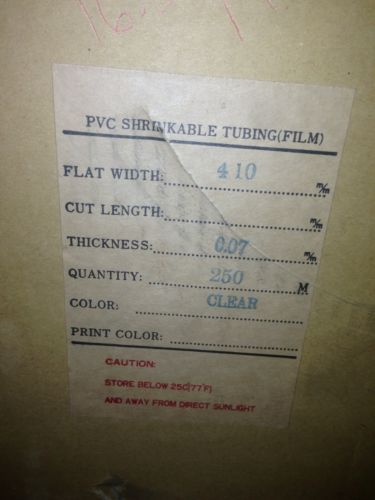 PVC SHRINKABLE TUBING(FILM)
FLAT WIDTH: 410 m/m
CUT LENGTH: m/m
THICKNESS: 0.07 m/m
QUANTITY: 250 M
COLOR: CLEAR
PRINT COLOR:
CAUTION:
STORE BELOW 25C(77°F)
AND AWAY FROM DIRECT SUNLIGHT